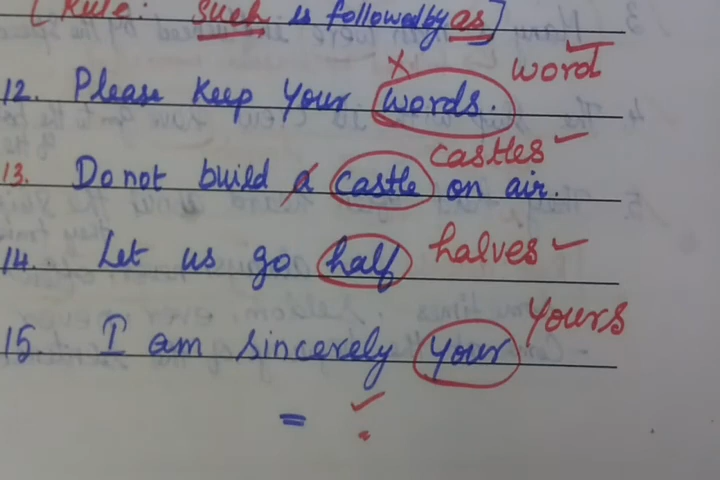 [Rule: such is followed by as]
word
12. Please keep your words.
castles
13. Do not build a castle on air.
14. Let us go half halves
yours
15. I am sincerely your